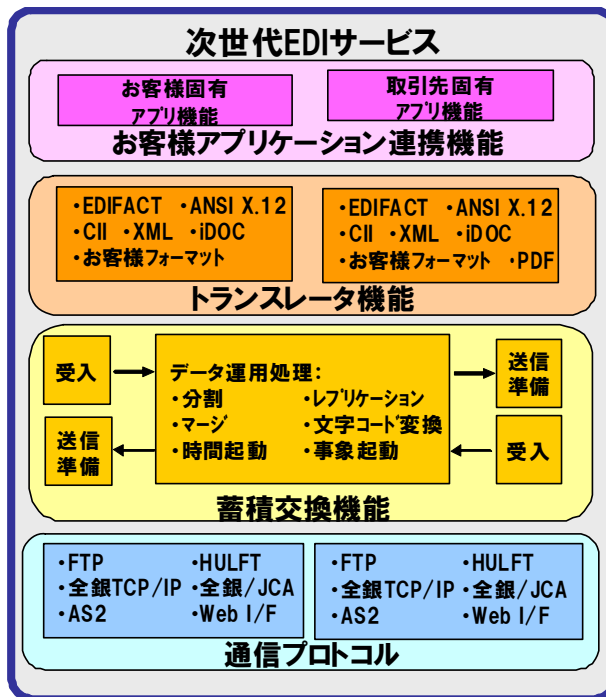 次世代EDIサービス
お客様固有
アプリ機能
取引先固有
アプリ機能
お客様アプリケーション連携機能
・EDIFACT ・ANSI X.12
・CII ・XML ・iDOC
・お客様フォーマット
・EDIFACT ・ANSI X.12
・CII ・XML ・iDOC
・お客様フォーマット ・PDF
トランスレータ機能
受入
送信
準備
データ運用処理:
・分割 ・レプリケーション
・マージ ・文字コード変換
・時間起動 ・事象起動
送信
準備
受入
蓄積交換機能
・FTP ・HULFT
・全銀TCP/IP ・全銀/JCA
・AS2 ・Web I/F
・FTP ・HULFT
・全銀TCP/IP ・全銀/JCA
・AS2 ・Web I/F
通信プロトコル